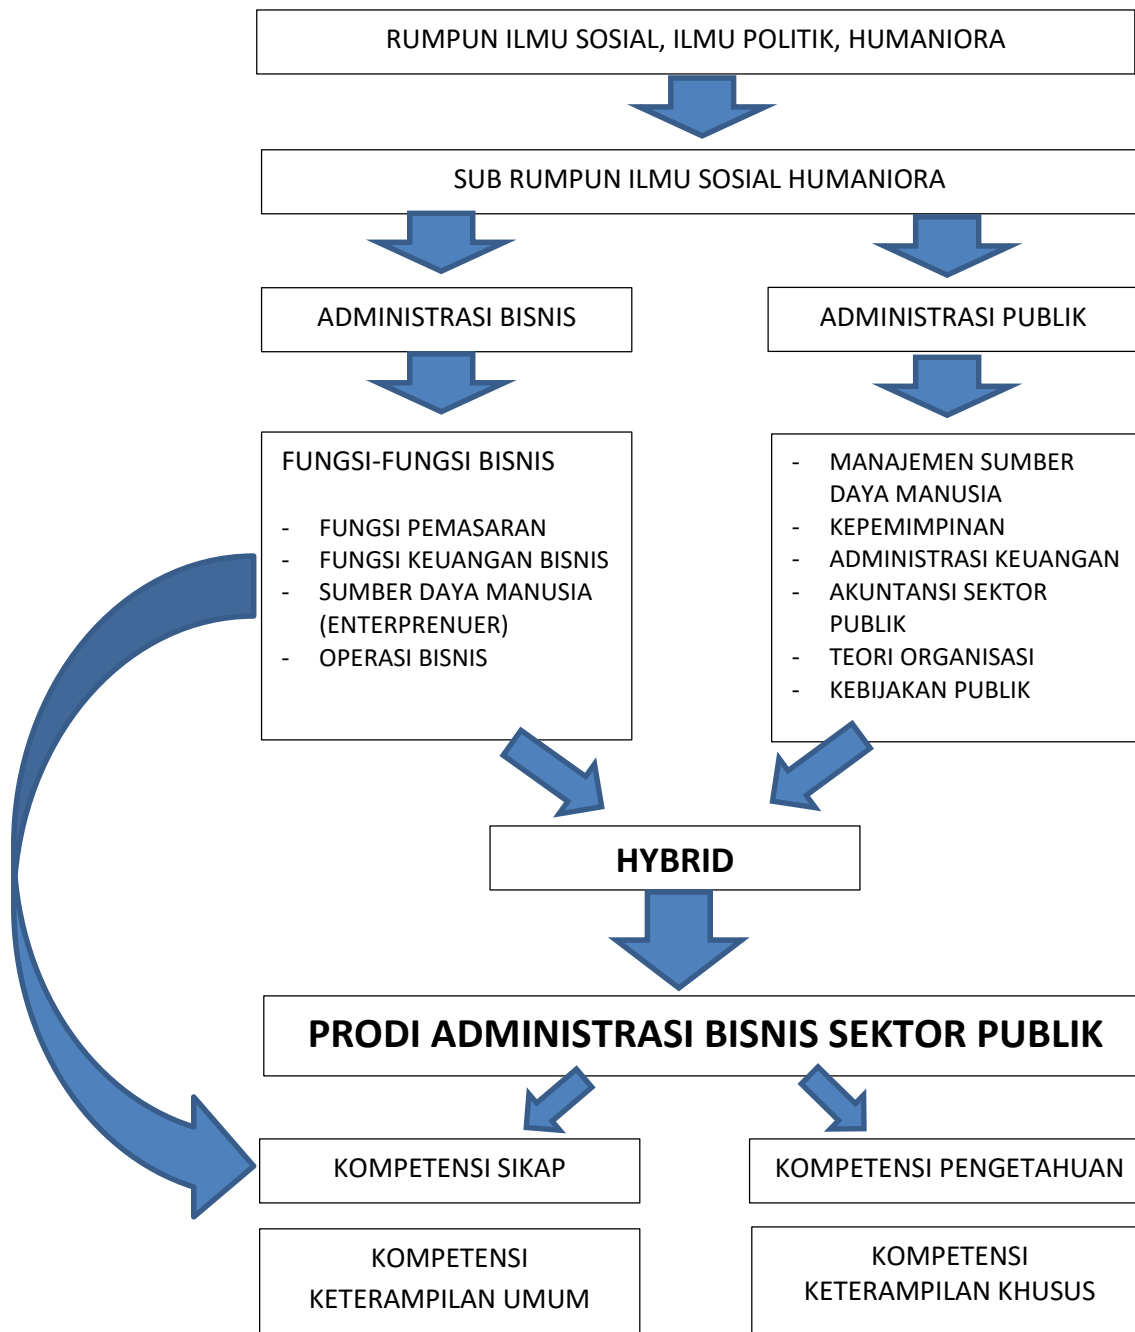 RUMPUN ILMU SOSIAL, ILMU POLITIK, HUMANIORA
SUB RUMPUN ILMU SOSIAL HUMANIORA
ADMINISTRASI BISNIS
ADMINISTRASI PUBLIK
FUNGSI-FUNGSI BISNIS
- FUNGSI PEMASARAN
- FUNGSI KEUANGAN BISNIS
- SUMBER DAYA MANUSIA
(ENTERPRENUER)
- OPERASI BISNIS
- MANAJEMEN SUMBER
DAYA MANUSIA
- KEPEMIMPINAN
- ADMINISTRASI KEUANGAN
- AKUNTANSI SEKTOR
PUBLIK
- TEORI ORGANISASI
- KEBIJAKAN PUBLIK
HYBRID
PRODI ADMINISTRASI BISNIS SEKTOR PUBLIK
KOMPETENSI SIKAP
KOMPETENSI PENGETAHUAN
KOMPETENSI
KETERAMPILAN UMUM
KOMPETENSI
KETERAMPILAN KHUSUS